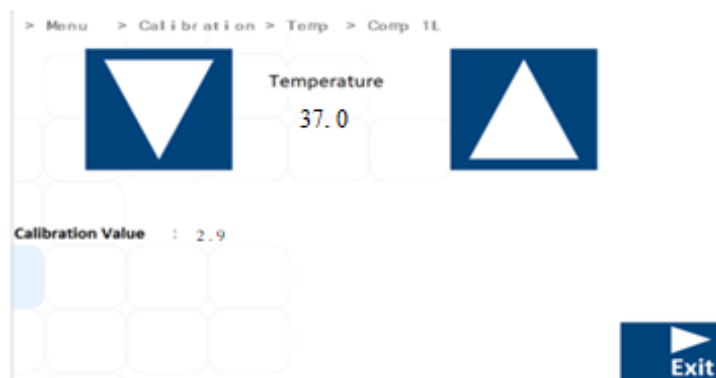 > Menu > Calibration > Temp > Comp 1L
Temperature
37.0
Calibration Value : 2.9
Exit